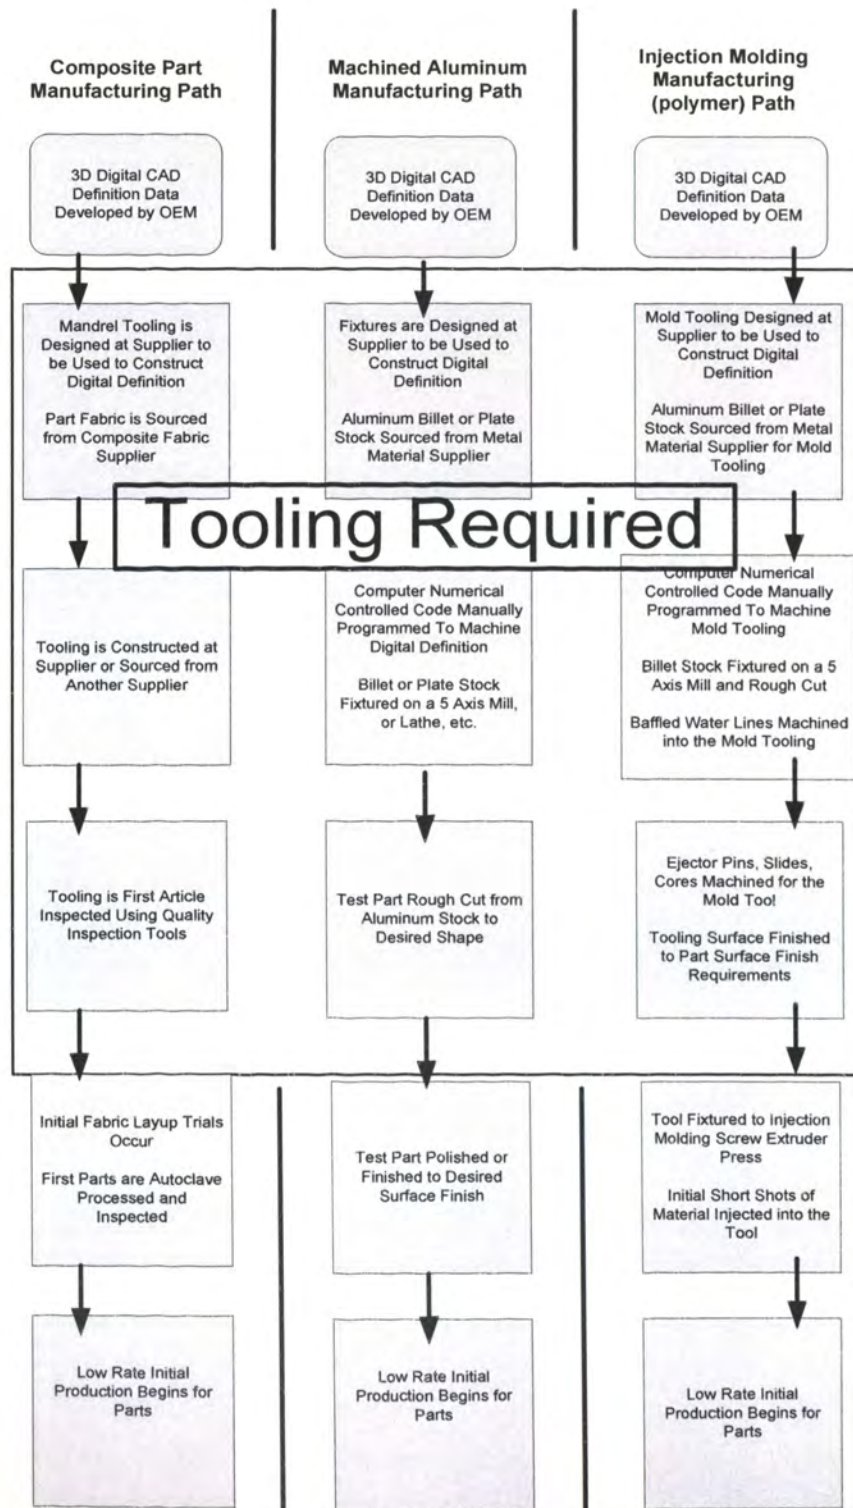 Composite Part
Manufacturing Path
3D Digital CAD
Definition Data
Developed by OEM
Mandrel Tooling is
Designed at Supplier to
be Used to Construct
Digital Definition
Part Fabric is Sourced
from Composite Fabric
Supplier
Tooling is Constructed at
Supplier or Sourced from
Another Supplier
Tooling is First Article
Inspected Using Quality
Inspection Tools
Initial Fabric Layup Trials
Occur
First Parts are Autoclave
Processed and
Inspected
Low Rate Initial
Production Begins for
Parts
Machined Aluminum
Manufacturing Path
3D Digital CAD
Definition Data
Developed by OEM
Fixtures are Designed at
Supplier to be Used to
Construct Digital
Definition
Aluminum Billet or Plate
Stock Sourced from Metal
Material Supplier
Tooling Required
Computer Numerical
Controlled Code Manually
Programmed To Machine
Digital Definition
Billet or Plate Stock
Fixtured on a 5 Axis Mill,
or Lathe, etc.
Test Part Rough Cut from
Aluminum Stock to
Desired Shape
Test Part Polished or
Finished to Desired
Surface Finish
Low Rate Initial
Production Begins for
Parts
Injection Molding
Manufacturing
(polymer) Path
3D Digital CAD
Definition Data
Developed by OEM
Mold Tooling Designed at
Supplier to be Used to
Construct Digital
Definition
Aluminum Billet or Plate
Stock Sourced from Metal
Material Supplier for Mold
Tooling
Computer Numerical
Controlled Code Manually
Programmed To Machine
Mold Tooling
Billet Stock Fixtured on a 5
Axis Mill and Rough Cut
Baffled Water Lines Machined
into the Mold Tooling
Ejector Pins, Slides,
Cores Machined for the
Mold Tool
Tooling Surface Finished
to Part Surface Finish
Requirements
Tool Fixtured to Injection
Molding Screw Extruder
Press
Initial Short Shots of
Material Injected into the
Tool
Low Rate Initial
Production Begins for
Parts